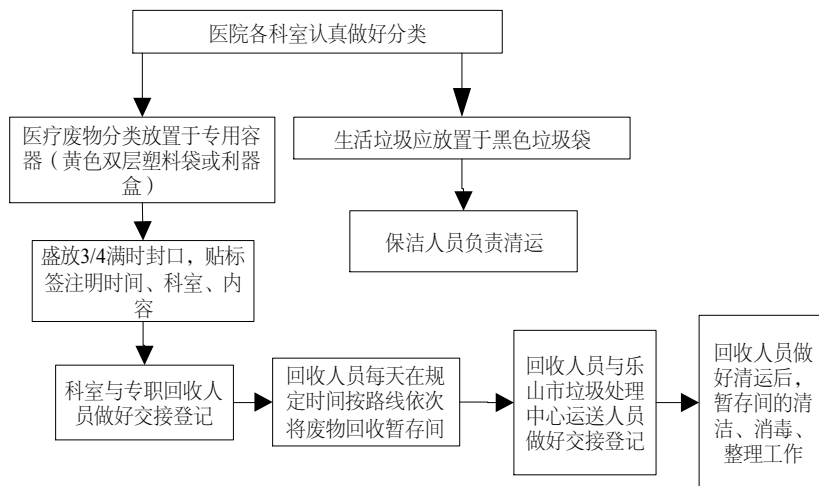 医院各科室认真做好分类
医疗废物分类放置于专用容
器（黄色双层塑料袋或利器
盒）
生活垃圾应放置于黑色垃圾袋
保洁人员负责清运
盛放3/4满时封口，贴标
签注明时间、科室、内
容
科室与专职回收人
员做好交接登记
回收人员每天在规
定时间按路线依次
将废物回收暂存间
回收人员与乐
山市垃圾处理
中心运送人员
做好交接登记
回收人员做
好清运后，
暂存间的清
洁、消毒、
整理工作